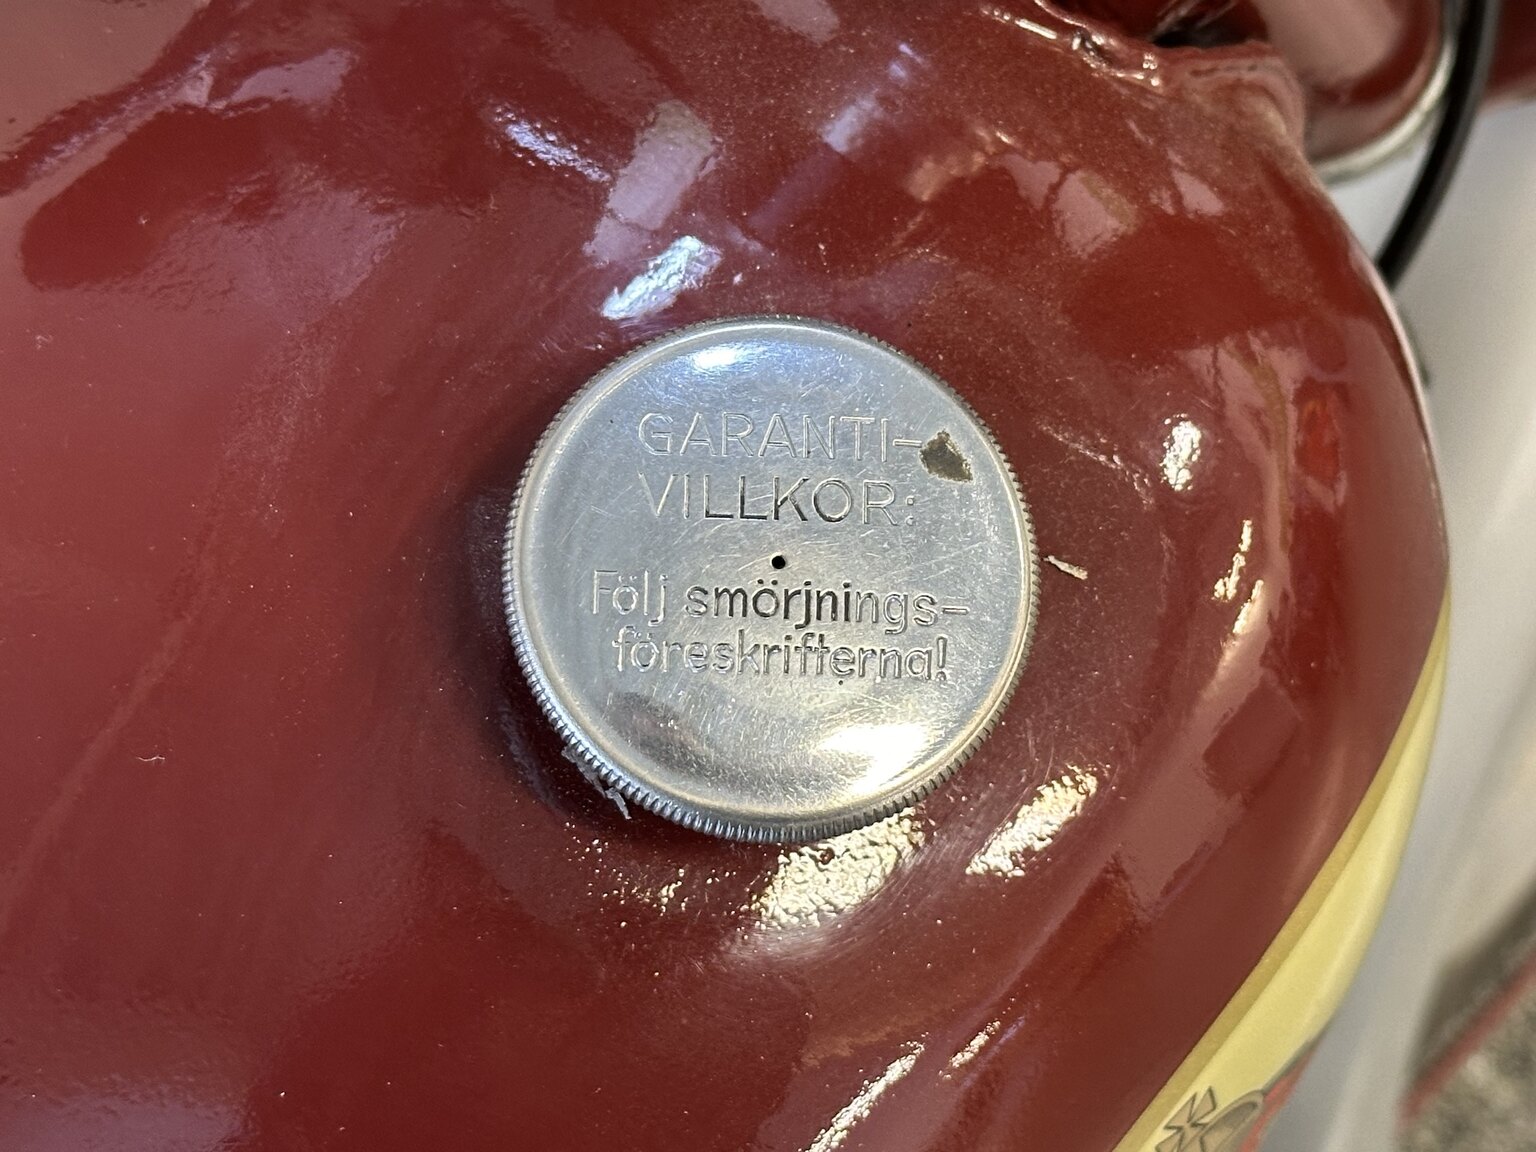 GARANTI-
VILLKOR:
Följ smörjnings-
föreskrifterna!